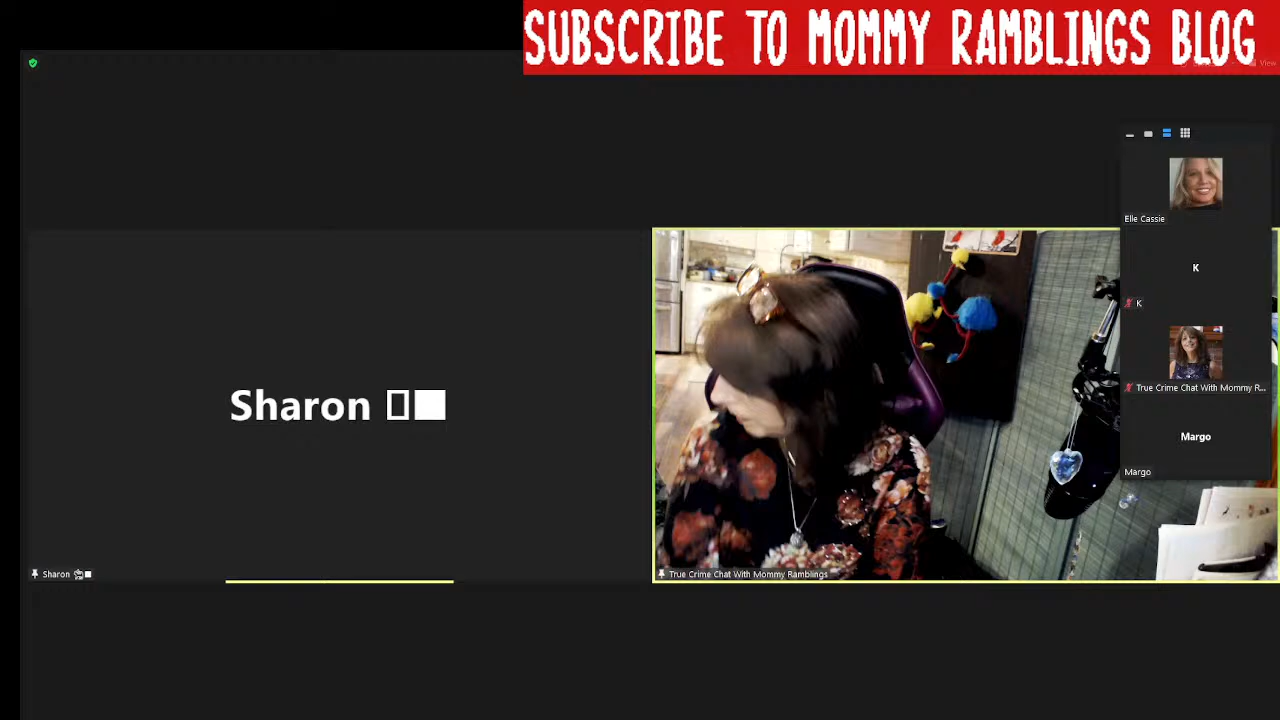 SUBSCRIBE TO MOMMY RAMBLINGS BLOG
View
Elle Cassie
K
K
True Crime Chat With Mommy R...
Margo
Margo
Sharon
Sharon
True Crime Chat With Mommy Ramblings